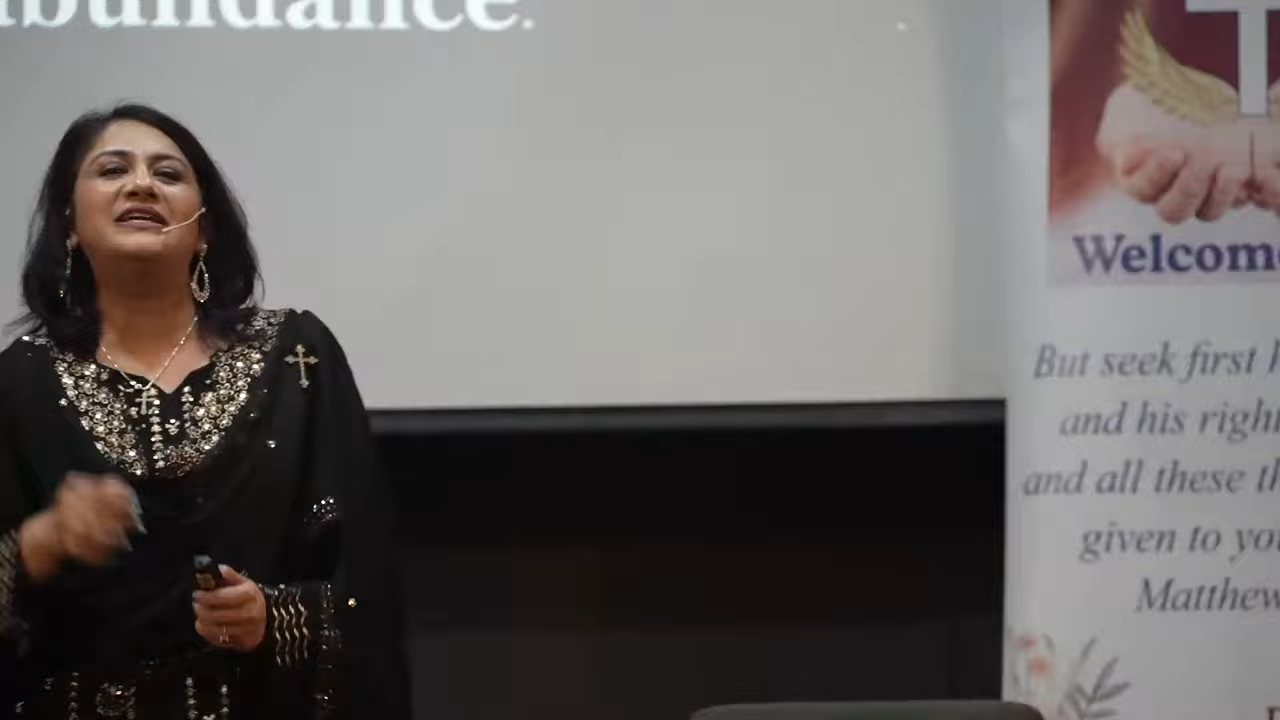 abundance.
Welcome
But seek first
and his right
and all these th
given to you
Matthew